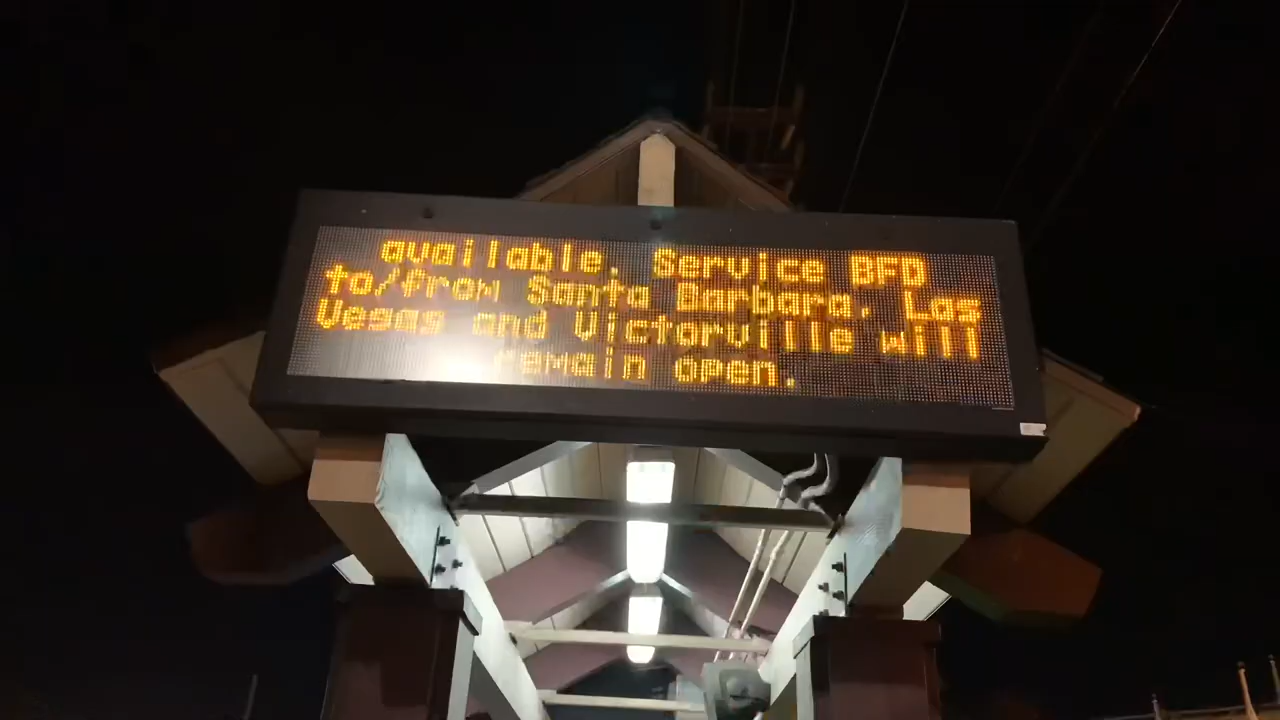 available. Service BFD
to/from Santa Barbara, Las
Vegas and Victorville will
remain open.